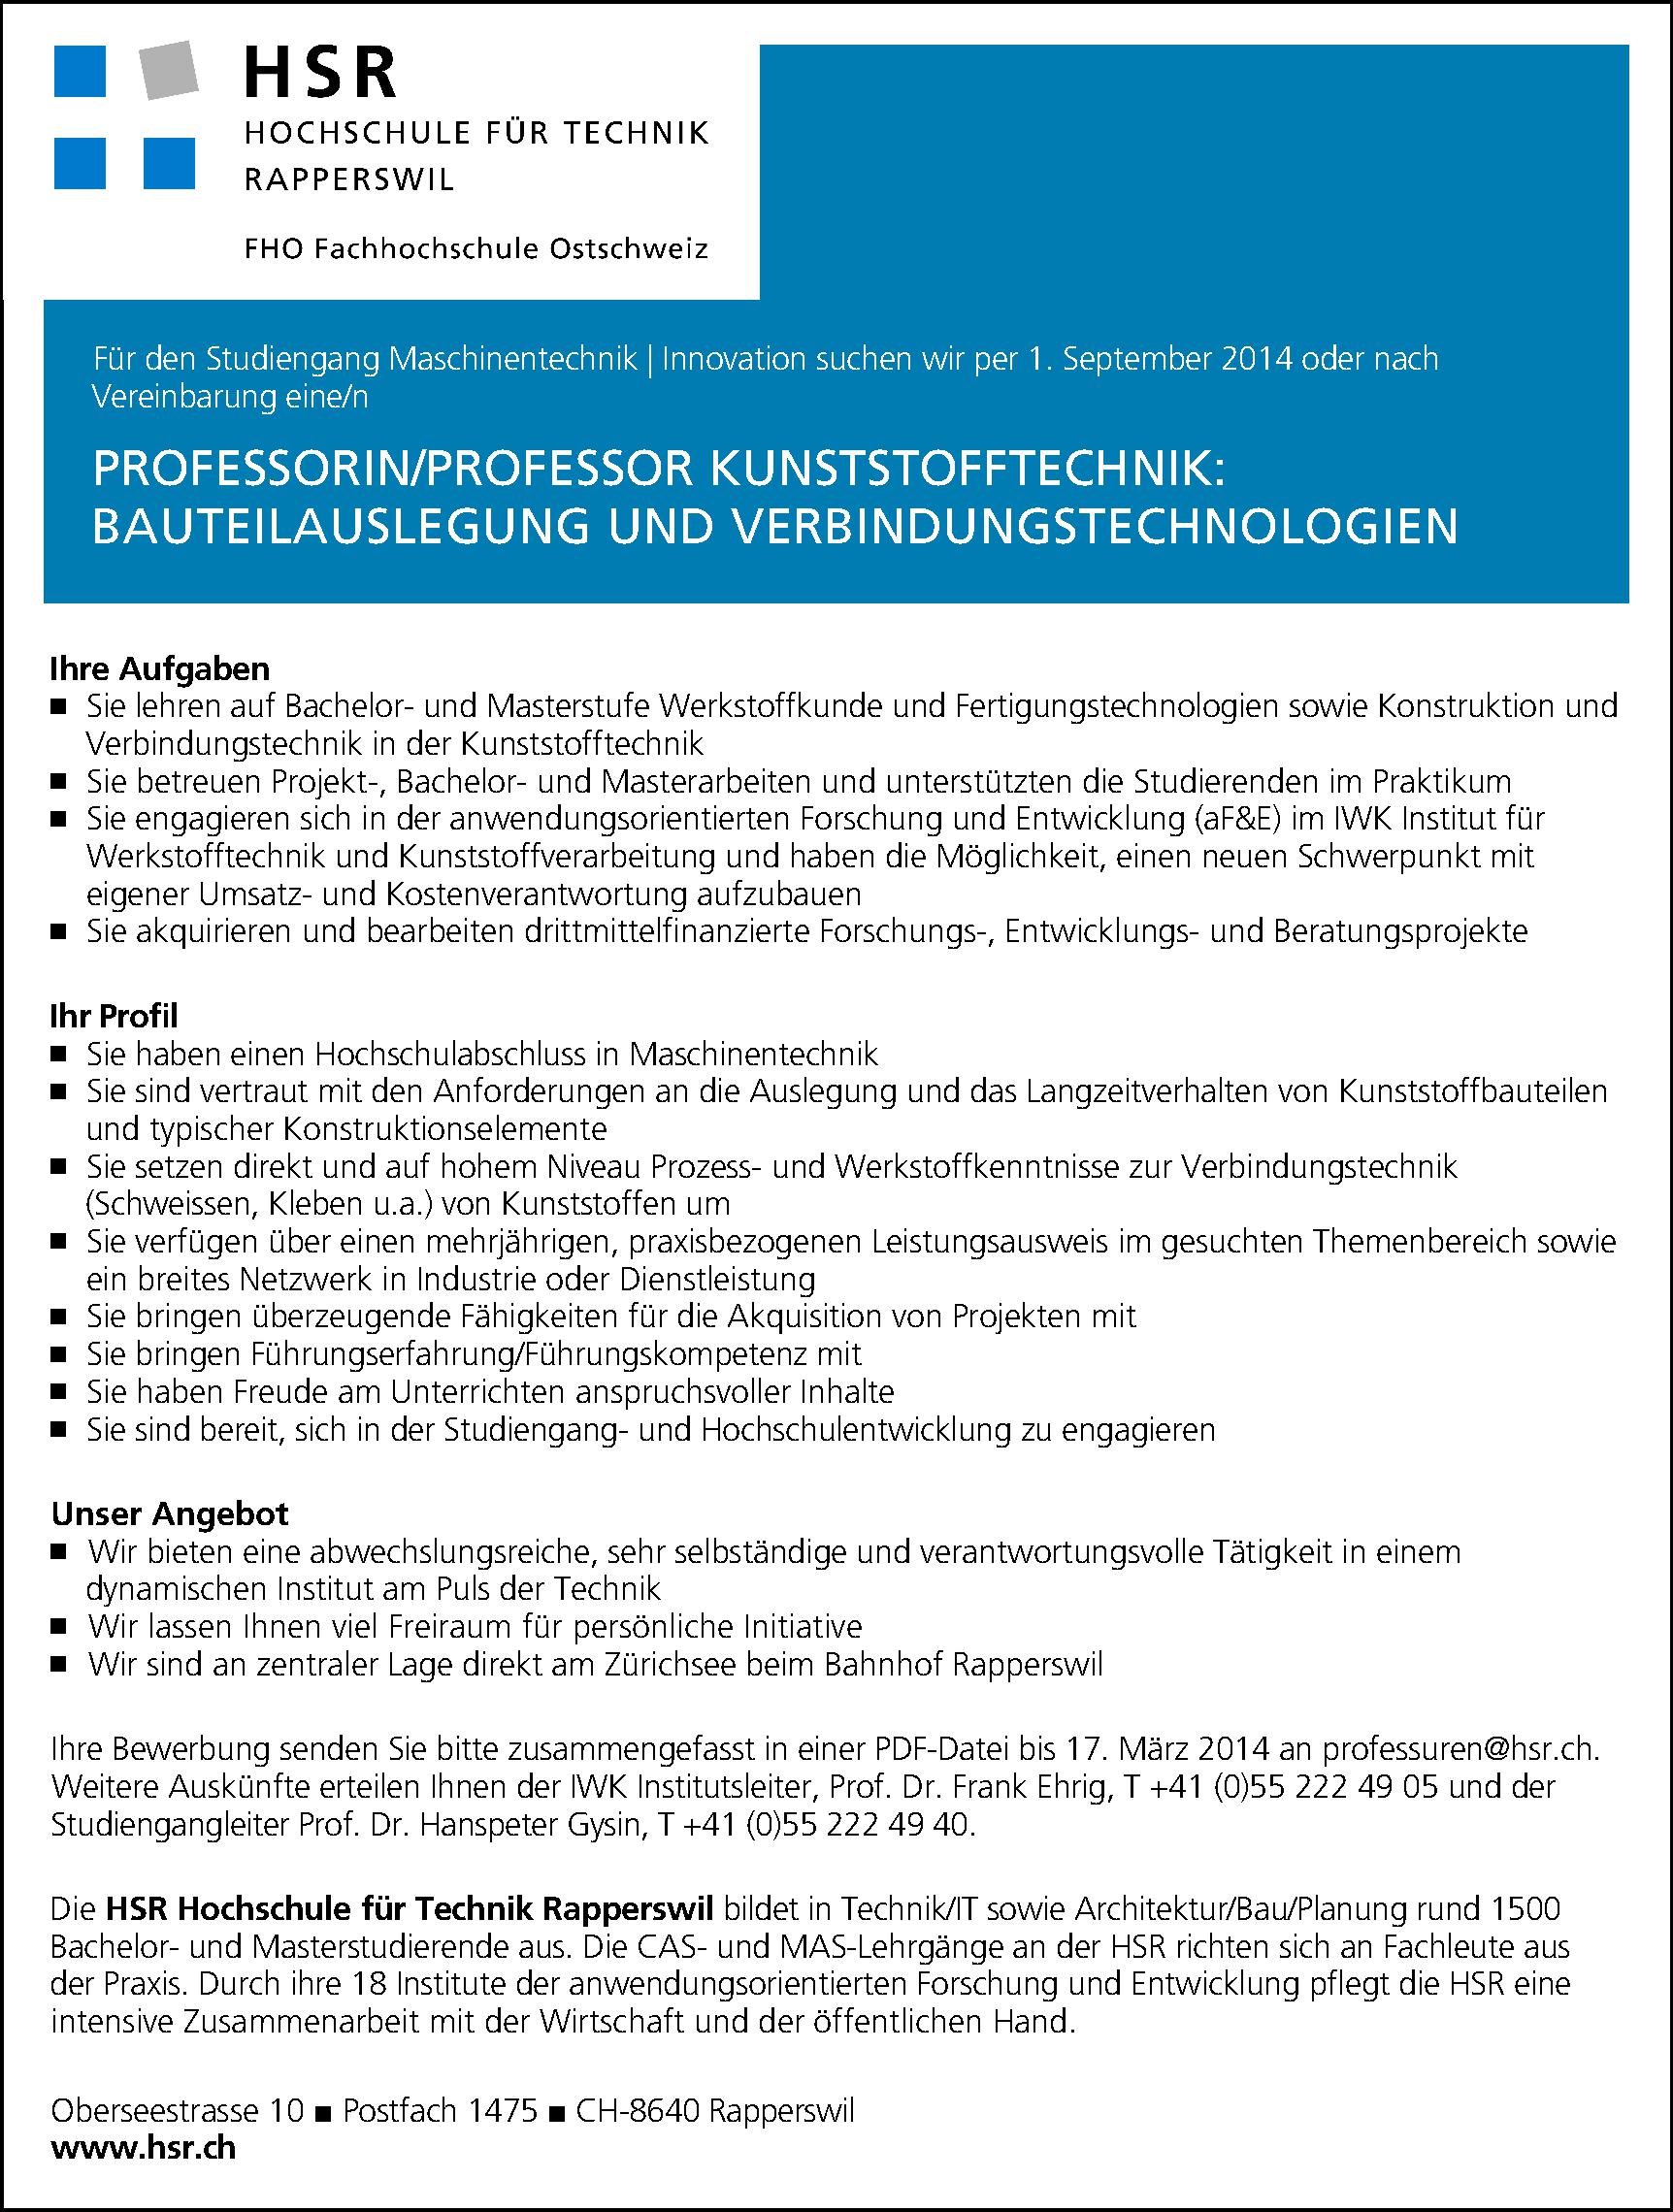 HSR
HOCHSCHULE FÜR TECHNIK
RAPPERSWIL
FHO Fachhochschule Ostschweiz
Für den Studiengang Maschinentechnik | Innovation suchen wir per 1. September 2014 oder nach
Vereinbarung eine/n
PROFESSORIN/PROFESSOR KUNSTSTOFFTECHNIK:
BAUTEILAUSLEGUNG UND VERBINDUNGSTECHNOLOGIEN
Ihre Aufgaben
■ Sie lehren auf Bachelor- und Masterstufe Werkstoffkunde und Fertigungstechnologien sowie Konstruktion und
Verbindungstechnik in der Kunststofftechnik
■ Sie betreuen Projekt-, Bachelor- und Masterarbeiten und unterstützten die Studierenden im Praktikum
■ Sie engagieren sich in der anwendungsorientierten Forschung und Entwicklung (aF&E) im IWK Institut für
Werkstofftechnik und Kunststoffverarbeitung und haben die Möglichkeit, einen neuen Schwerpunkt mit
eigener Umsatz- und Kostenverantwortung aufzubauen
■ Sie akquirieren und bearbeiten drittmittelfinanzierte Forschungs-, Entwicklungs- und Beratungsprojekte
Ihr Profil
■ Sie haben einen Hochschulabschluss in Maschinentechnik
■ Sie sind vertraut mit den Anforderungen an die Auslegung und das Langzeitverhalten von Kunststoffbauteilen
und typischer Konstruktionselemente
■ Sie setzen direkt und auf hohem Niveau Prozess- und Werkstoffkenntnisse zur Verbindungstechnik
(Schweissen, Kleben u.a.) von Kunststoffen um
■ Sie verfügen über einen mehrjährigen, praxisbezogenen Leistungsausweis im gesuchten Themenbereich sowie
ein breites Netzwerk in Industrie oder Dienstleistung
■ Sie bringen überzeugende Fähigkeiten für die Akquisition von Projekten mit
■ Sie bringen Führungserfahrung/Führungskompetenz mit
■ Sie haben Freude am Unterrichten anspruchsvoller Inhalte
■ Sie sind bereit, sich in der Studiengang- und Hochschulentwicklung zu engagieren
Unser Angebot
■ Wir bieten eine abwechslungsreiche, sehr selbständige und verantwortungsvolle Tätigkeit in einem
dynamischen Institut am Puls der Technik
■ Wir lassen Ihnen viel Freiraum für persönliche Initiative
■ Wir sind an zentraler Lage direkt am Zürichsee beim Bahnhof Rapperswil
Ihre Bewerbung senden Sie bitte zusammengefasst in einer PDF-Datei bis 17. März 2014 an professuren@hsr.ch.
Weitere Auskünfte erteilen Ihnen der IWK Institutsleiter, Prof. Dr. Frank Ehrig, T +41 (0)55 222 49 05 und der
Studiengangleiter Prof. Dr. Hanspeter Gysin, T +41 (0)55 222 49 40.
Die HSR Hochschule für Technik Rapperswil bildet in Technik/IT sowie Architektur/Bau/Planung rund 1500
Bachelor- und Masterstudierende aus. Die CAS- und MAS-Lehrgänge an der HSR richten sich an Fachleute aus
der Praxis. Durch ihre 18 Institute der anwendungsorientierten Forschung und Entwicklung pflegt die HSR eine
intensive Zusammenarbeit mit der Wirtschaft und der öffentlichen Hand.
Oberseestrasse 10 ■ Postfach 1475 ■ CH-8640 Rapperswil
www.hsr.ch